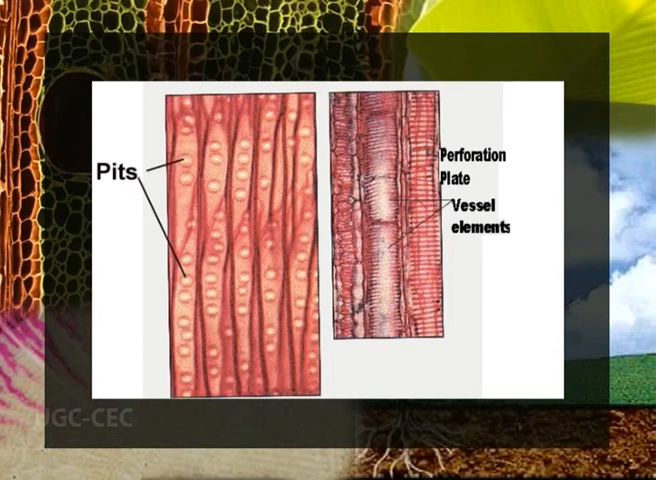 Pits
Perforation
Plate
Vessel
elements
UGC-CEC